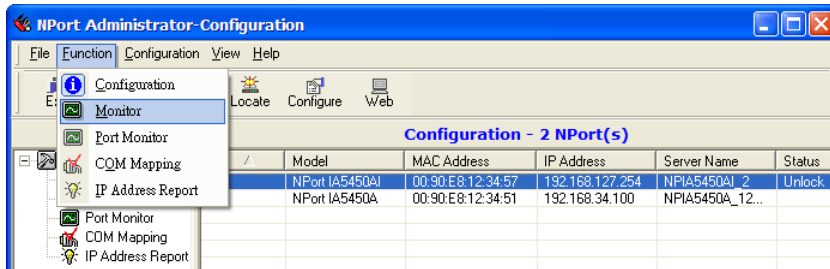 NPort Administrator-Configuration
File Function Configuration View Help
Configuration
Monitor
Port Monitor
COM Mapping
IP Address Report
Locate Configure Web
Configuration - 2 NPort(s)
Model MAC Address IP Address Server Name Status
NPort IA5450AI 00:90:E8:12:34:57 192.168.127.254 NPIA5450AI_2 Unlock
NPort IA5450A 00:90:E8:12:34:51 192.168.34.100 NPIA5450A_12...
Port Monitor
COM Mapping
IP Address Report